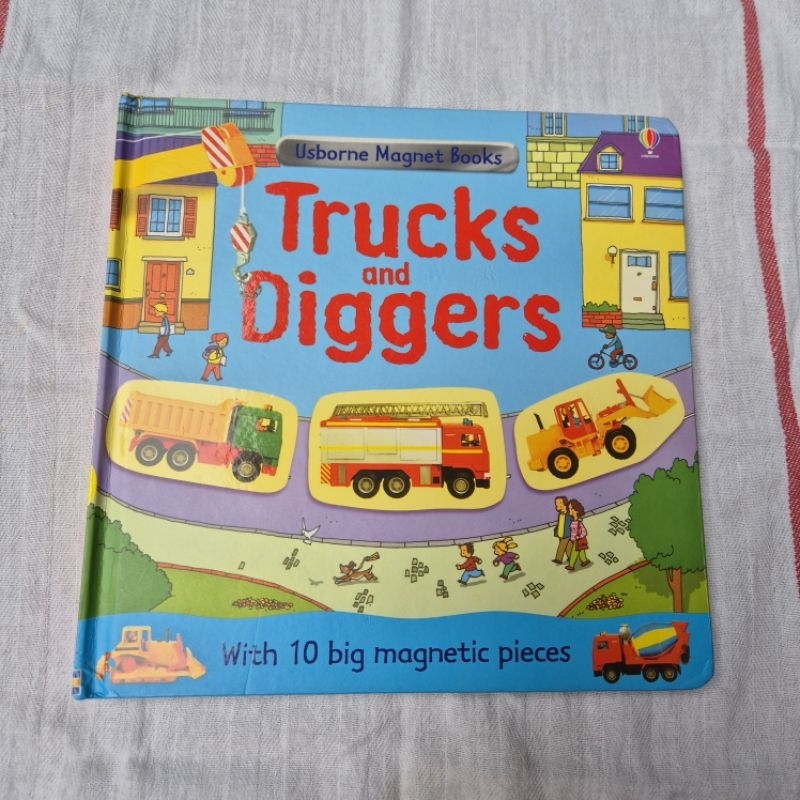 Usborne Magnet Books
Trucks
and
Diggers
With 10 big magnetic pieces